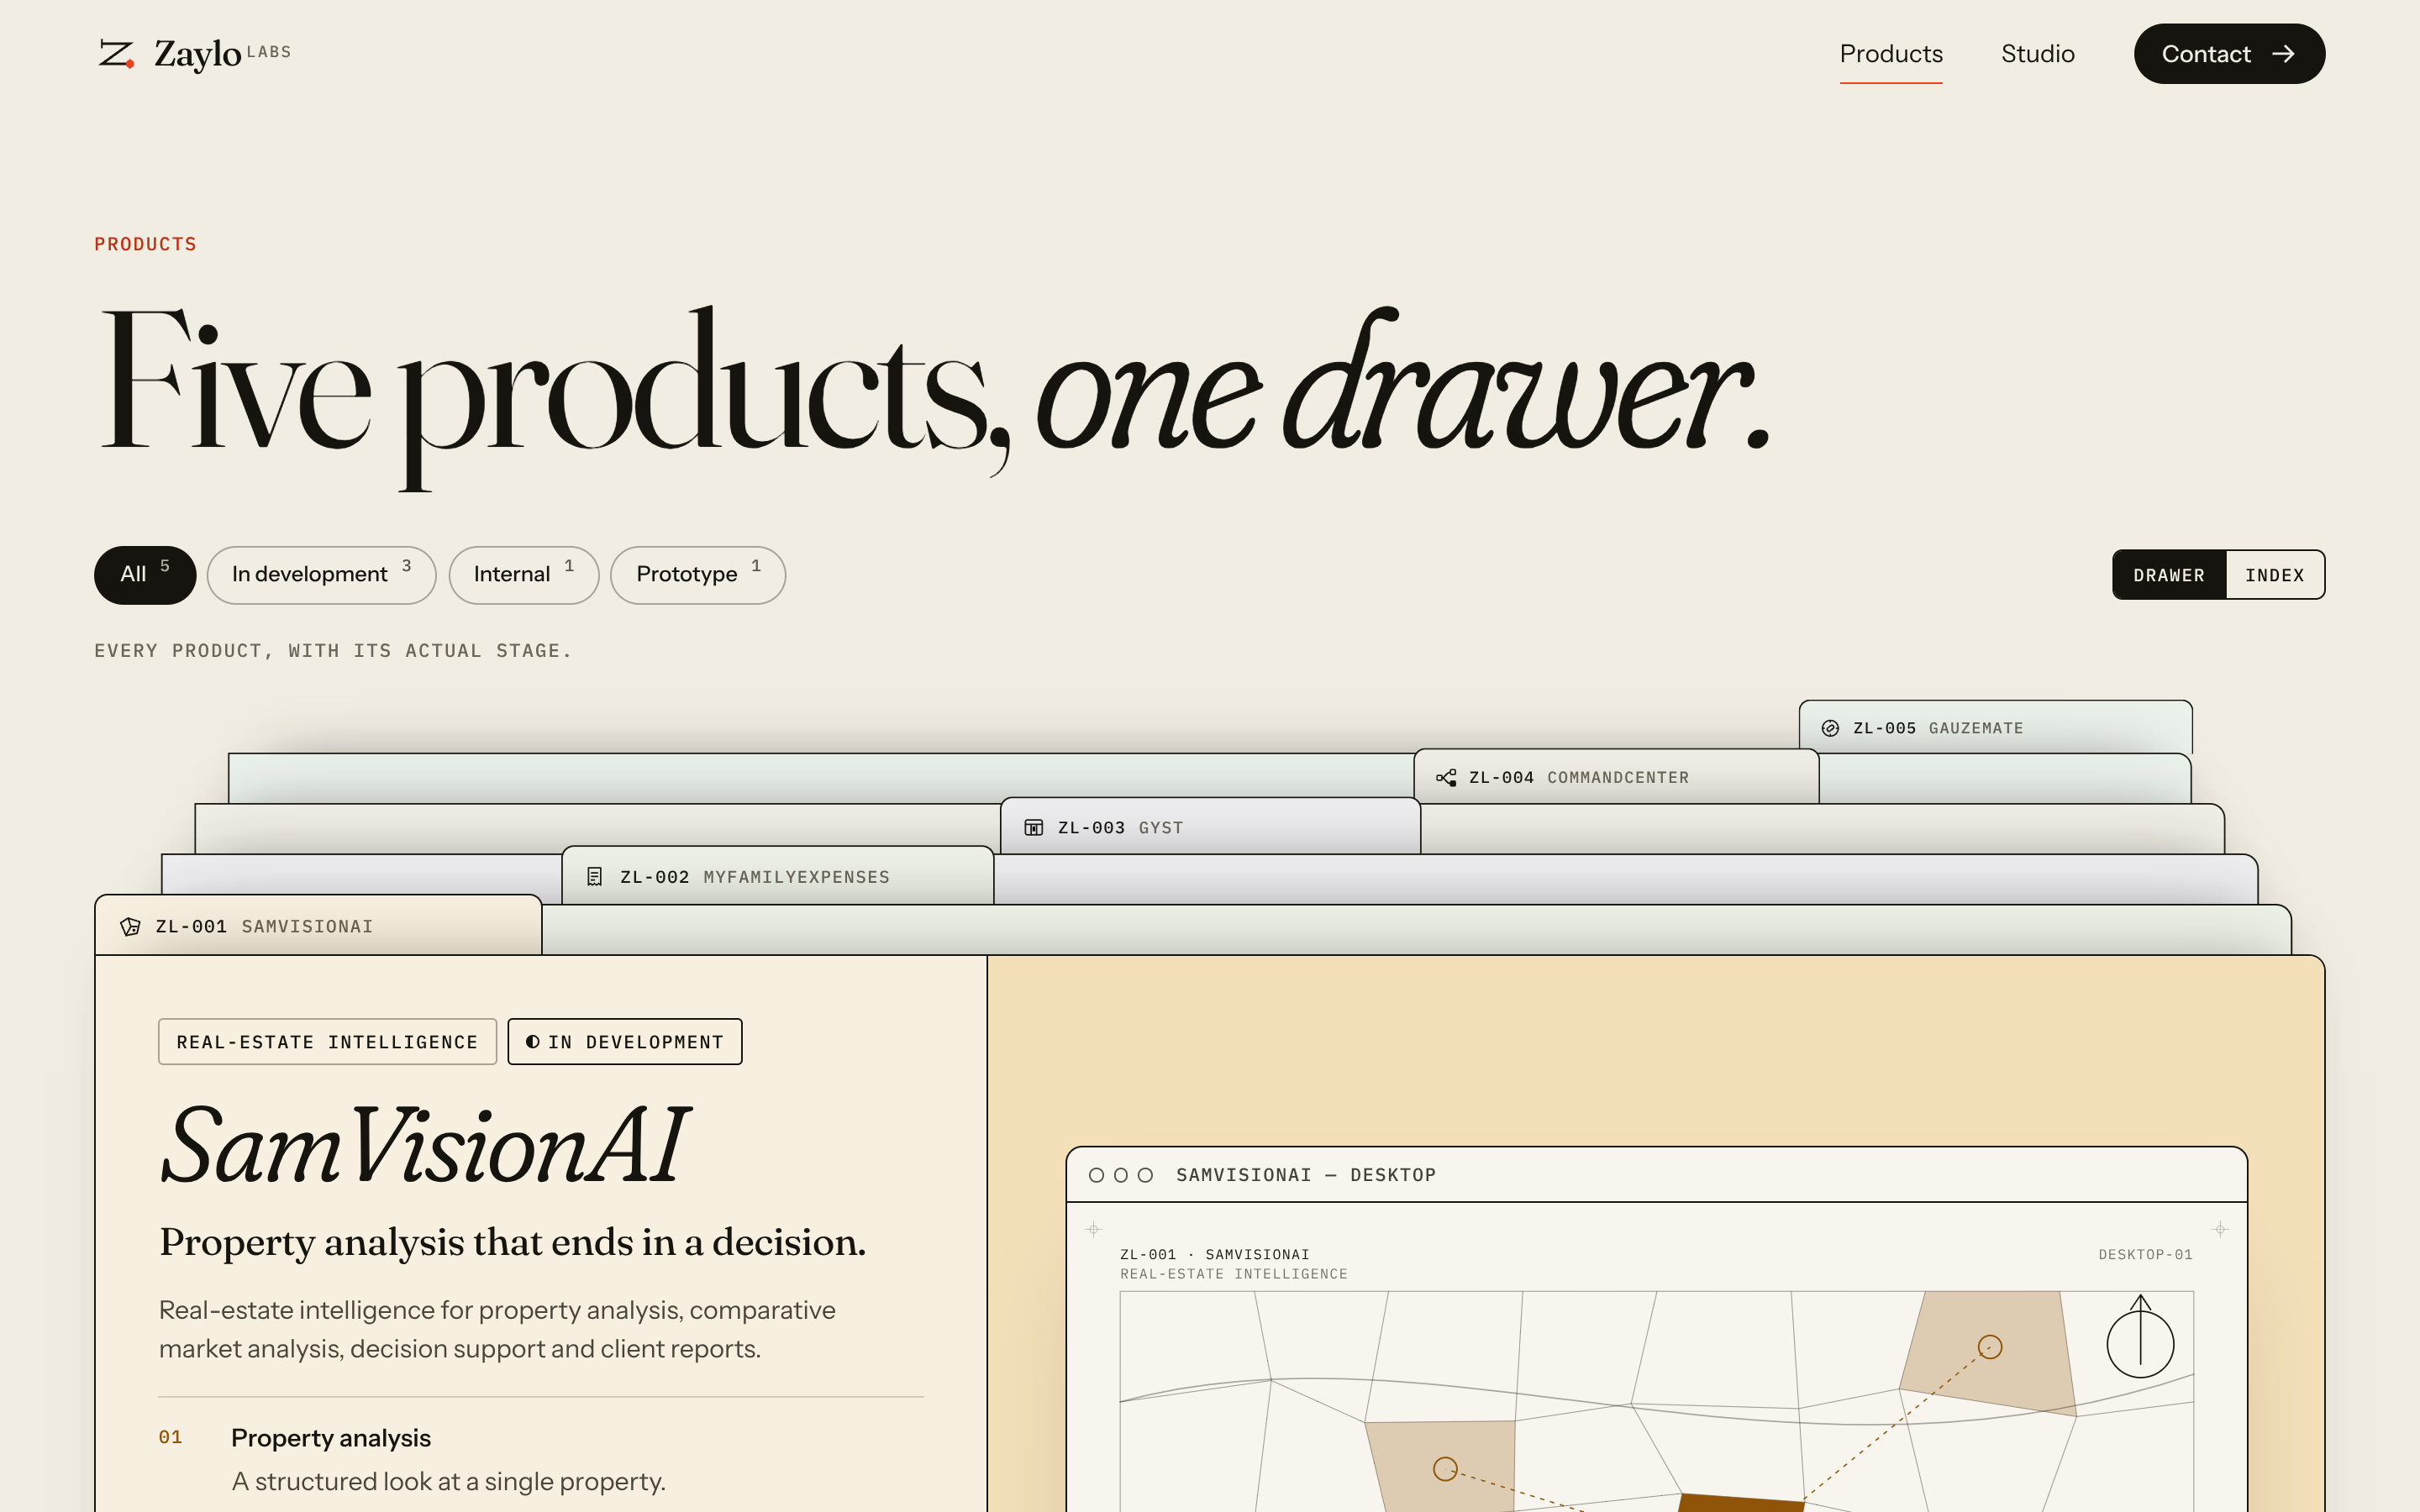 Zaylo LABS
Products
Studio
Contact
PRODUCTS
Five products, one drawer.
All 5
In development 3
Internal 1
Prototype 1
DRAWER
INDEX
EVERY PRODUCT, WITH ITS ACTUAL STAGE.
ZL-005 GAUZEMATE
ZL-004 COMMANDCENTER
ZL-003 GYST
ZL-002 MYFAMILYEXPENSES
ZL-001 SAMVISIONAI
REAL-ESTATE INTELLIGENCE
IN DEVELOPMENT
SamVisionAI
Property analysis that ends in a decision.
Real-estate intelligence for property analysis, comparative
market analysis, decision support and client reports.
01 Property analysis
A structured look at a single property.
SAMVISIONAI — DESKTOP
ZL-001 · SAMVISIONAI
REAL-ESTATE INTELLIGENCE
DESKTOP-01